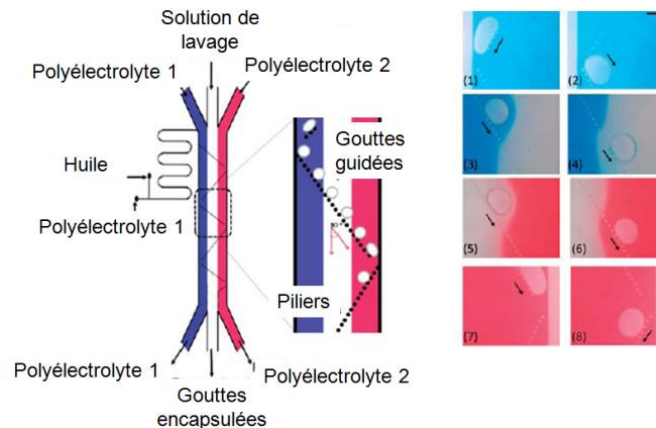 Solution de
lavage
Polyélectrolyte 1
Polyélectrolyte 2
Huile
Polyélectrolyte 1
Gouttes
guidées
Piliers
Polyélectrolyte 1
Polyélectrolyte 2
Gouttes
encapsulées
(1)
(2)
(3)
(4)
(5)
(6)
(7)
(8)